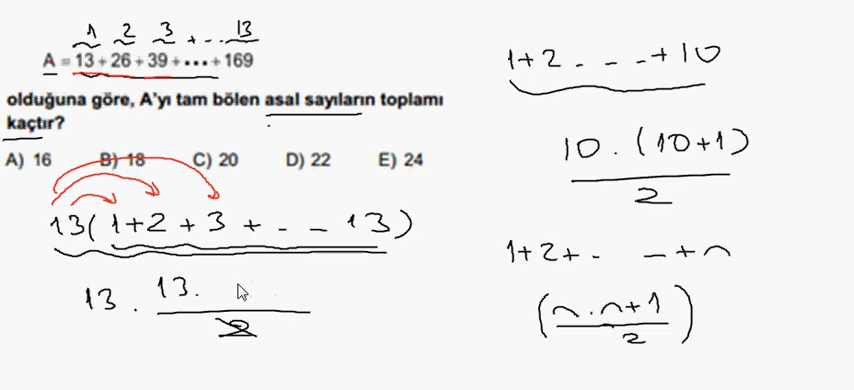 1 2 3 + - .. 13
A = 13 + 26 + 39 + ••• + 169
olduğuna göre, A'yı tam bölen asal sayıların toplamı
kaçtır?
A) 16 B) 18 C) 20 D) 22 E) 24
13(1+2+3+ - - 13)
13 . 13.
2
1+2 - - - +10
10.(10+1)
2
1+2+- - +n
(n.n+1)
2